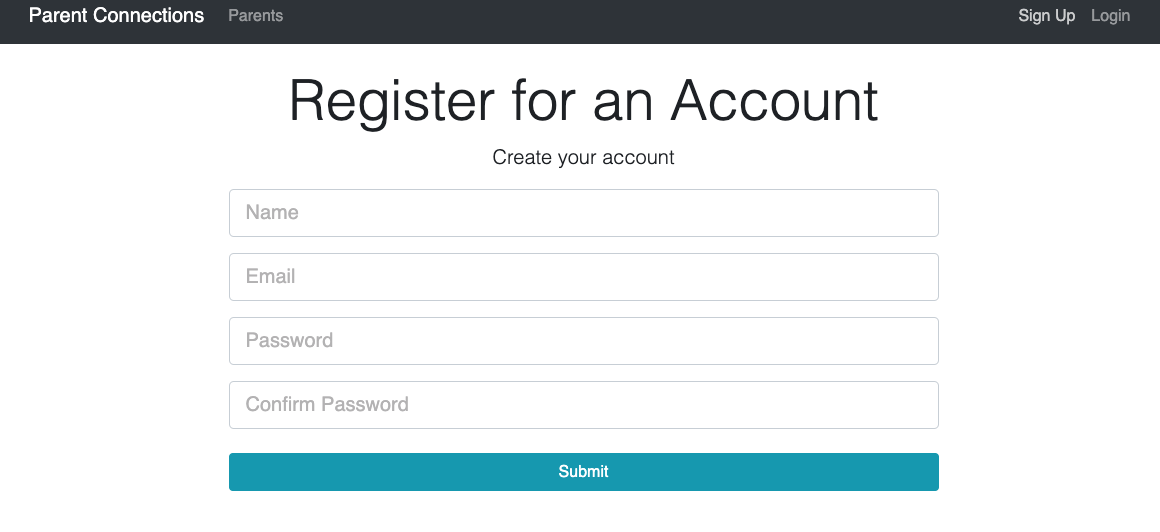 Parent Connections Parents Sign Up Login
Register for an Account
Create your account
Name
Email
Password
Confirm Password
Submit